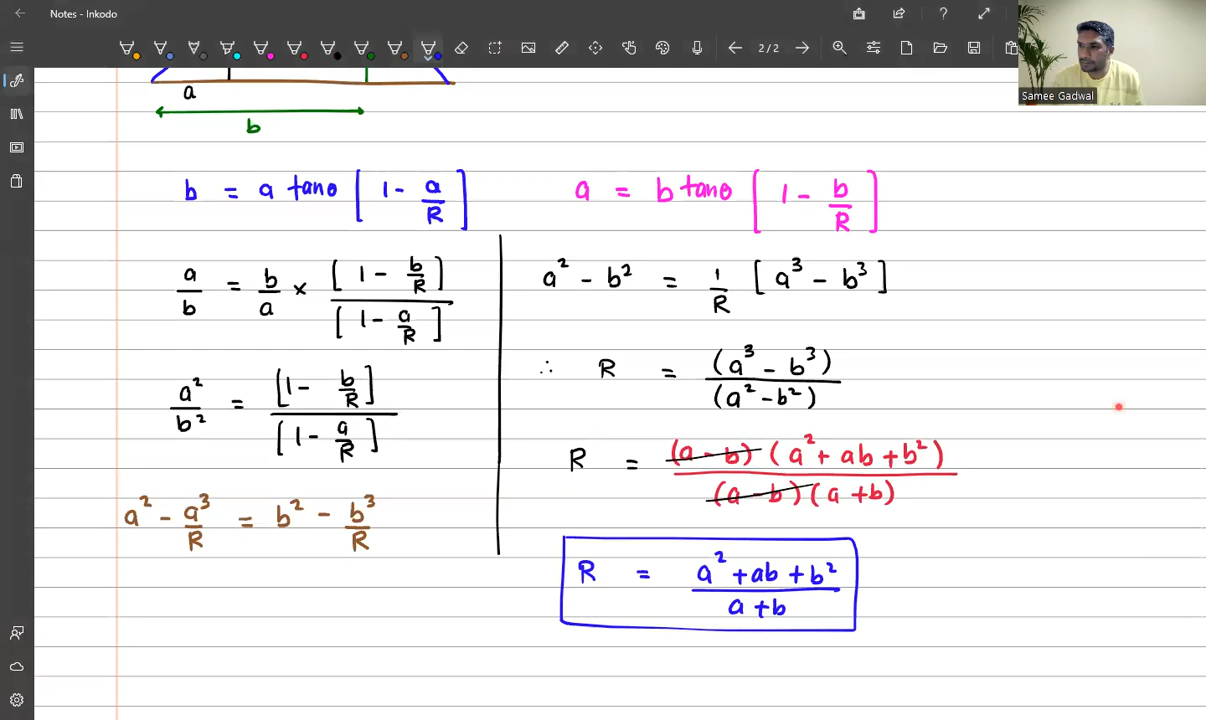 Notes - Inkodo
2/2
Samee Gadwal
a
b
b = a tanθ [ 1 - a/R ]
a = b tanθ [ 1 - b/R ]
a/b = b/a × [ 1 - b/R ] / [ 1 - a/R ]
a²/b² = [1 - b/R] / [1 - a/R]
a² - a³/R = b² - b³/R
a² - b² = 1/R [ a³ - b³ ]
∴ R = (a³ - b³) / (a² - b²)
R = (a - b) (a² + ab + b²) / (a - b) (a + b)
R = a² + ab + b² / a + b